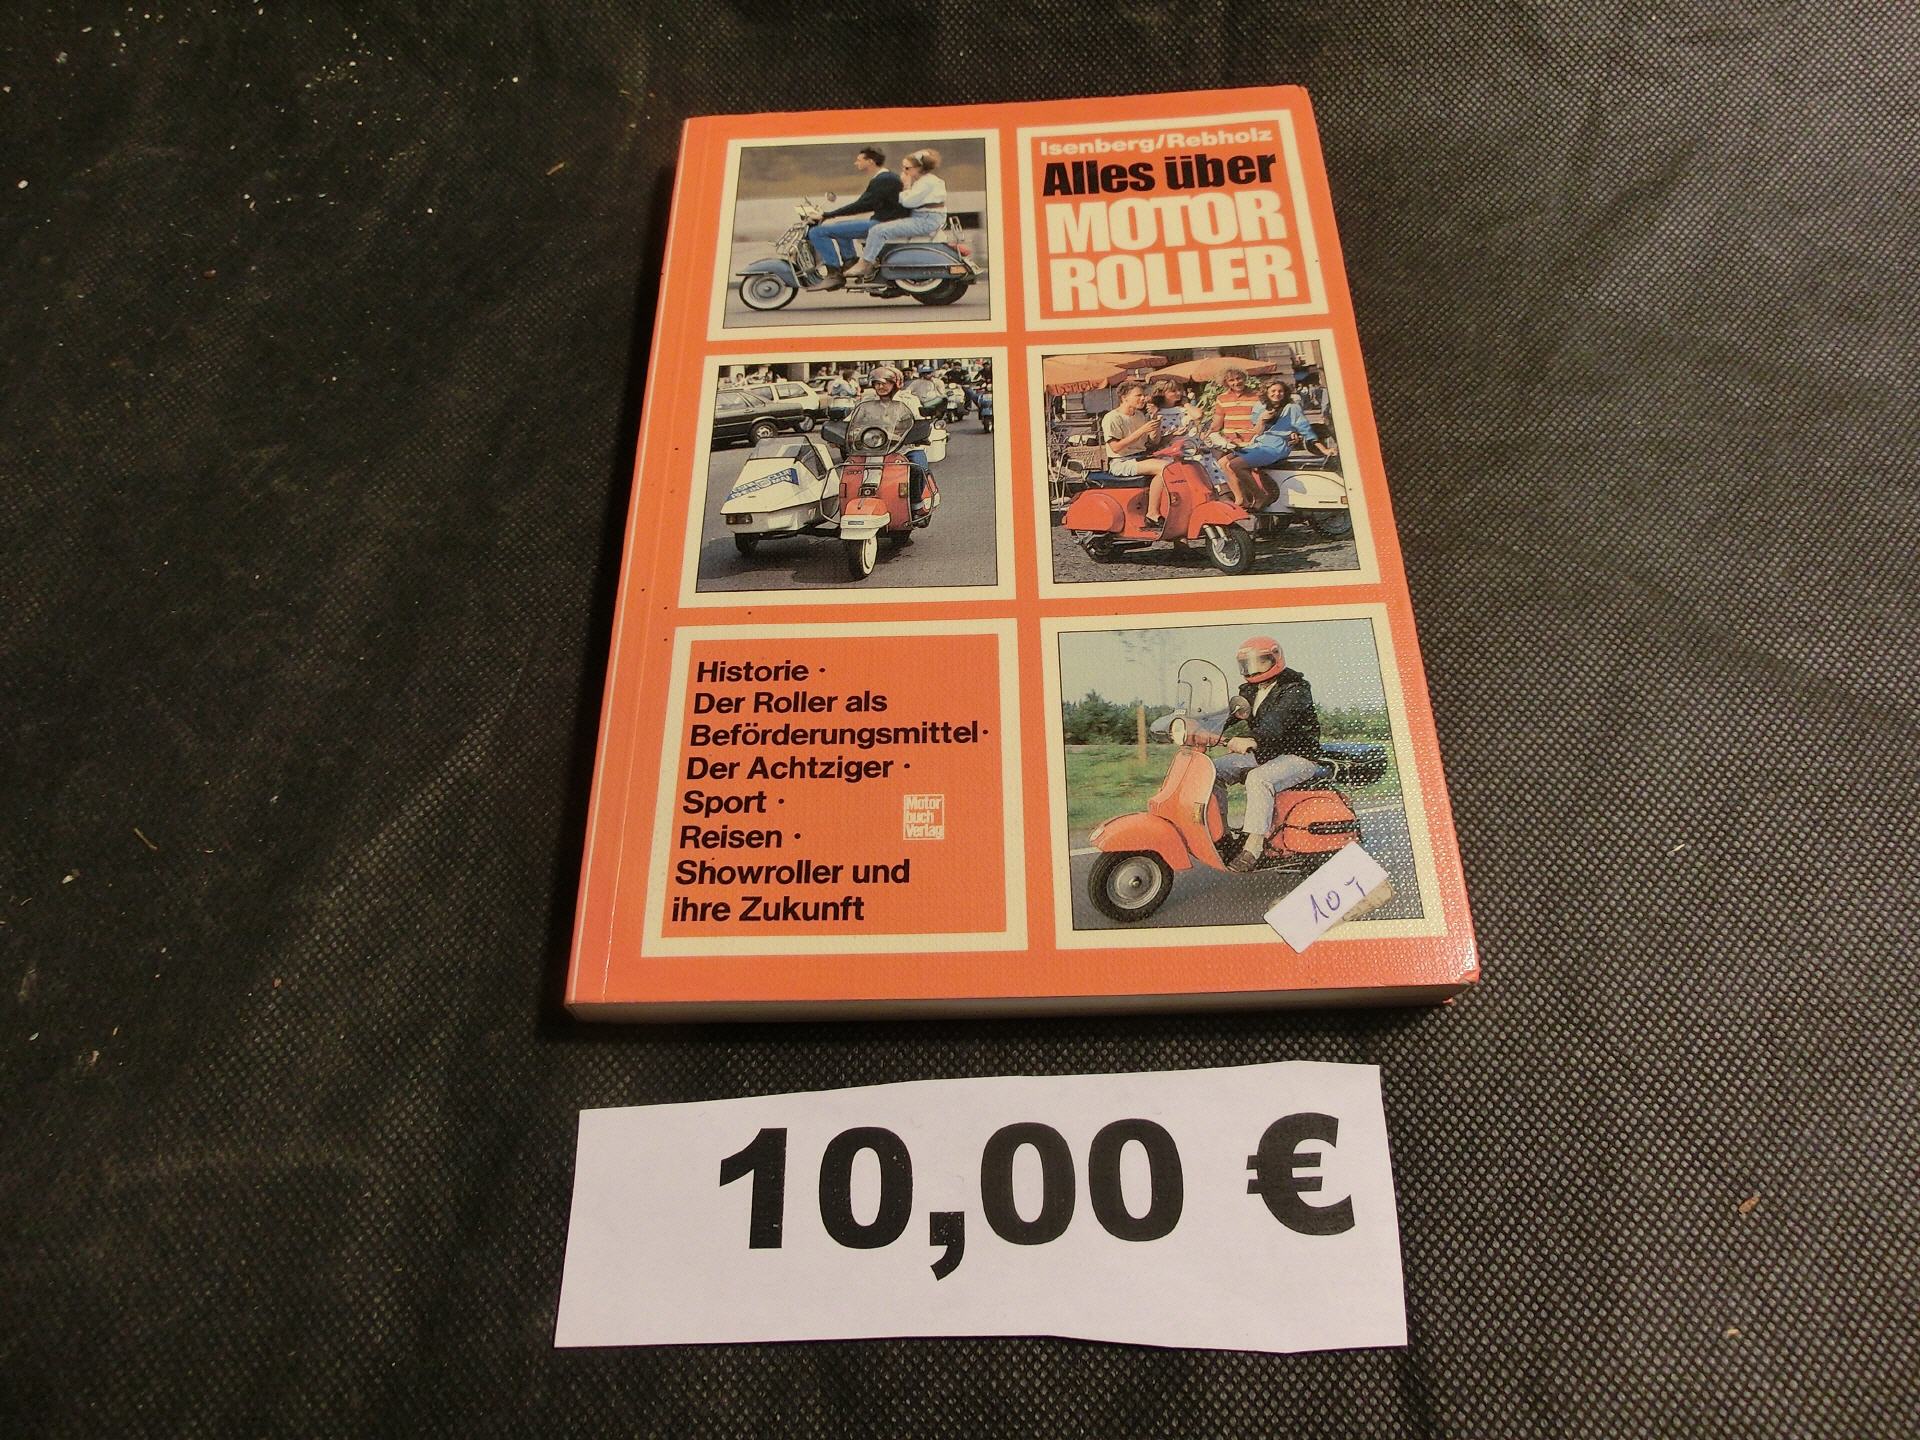 Isenberg/Rebholz
Alles über
MOTOR
ROLLER
Historie ·
Der Roller als
Beförderungsmittel ·
Der Achtziger ·
Sport ·
Reisen ·
Showroller und
ihre Zukunft
Motor
buch
Verlag
10,00 €